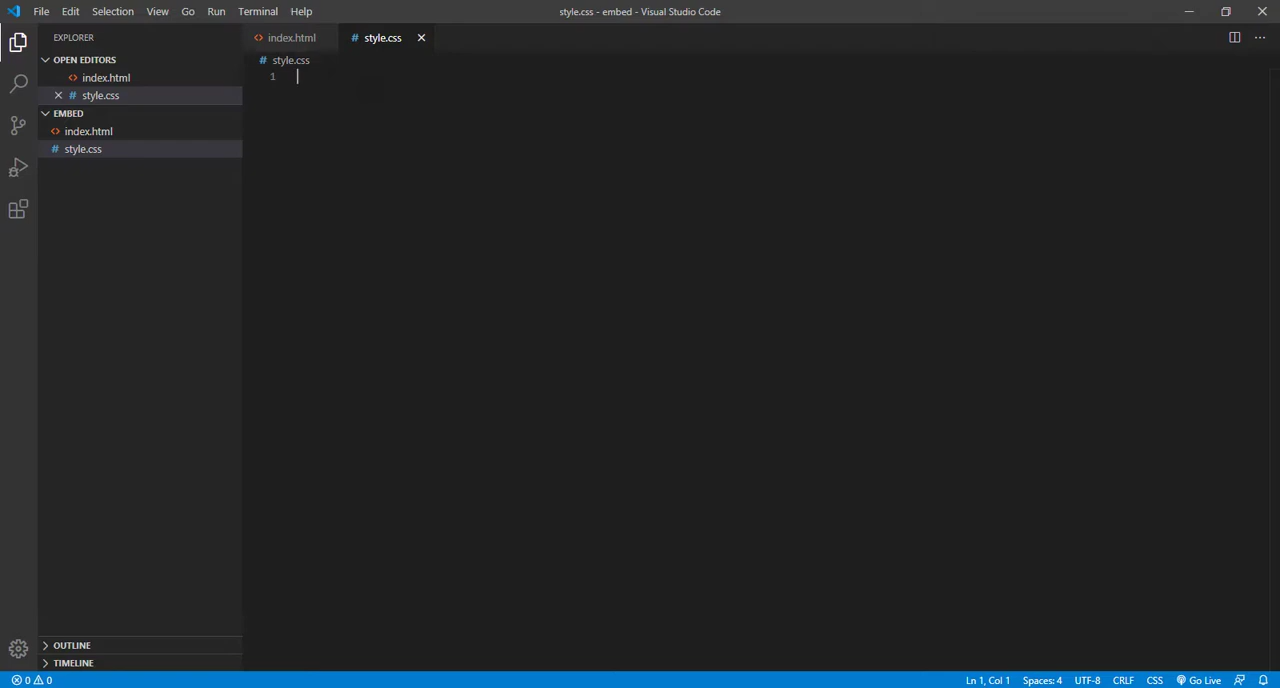 File Edit Selection View Go Run Terminal Help
style.css - embed - Visual Studio Code
EXPLORER
OPEN EDITORS
index.html
style.css
EMBED
index.html
style.css
OUTLINE
TIMELINE
index.html
style.css
style.css
1
0 0
Ln 1, Col 1
Spaces: 4
UTF-8
CRLF
CSS
Go Live